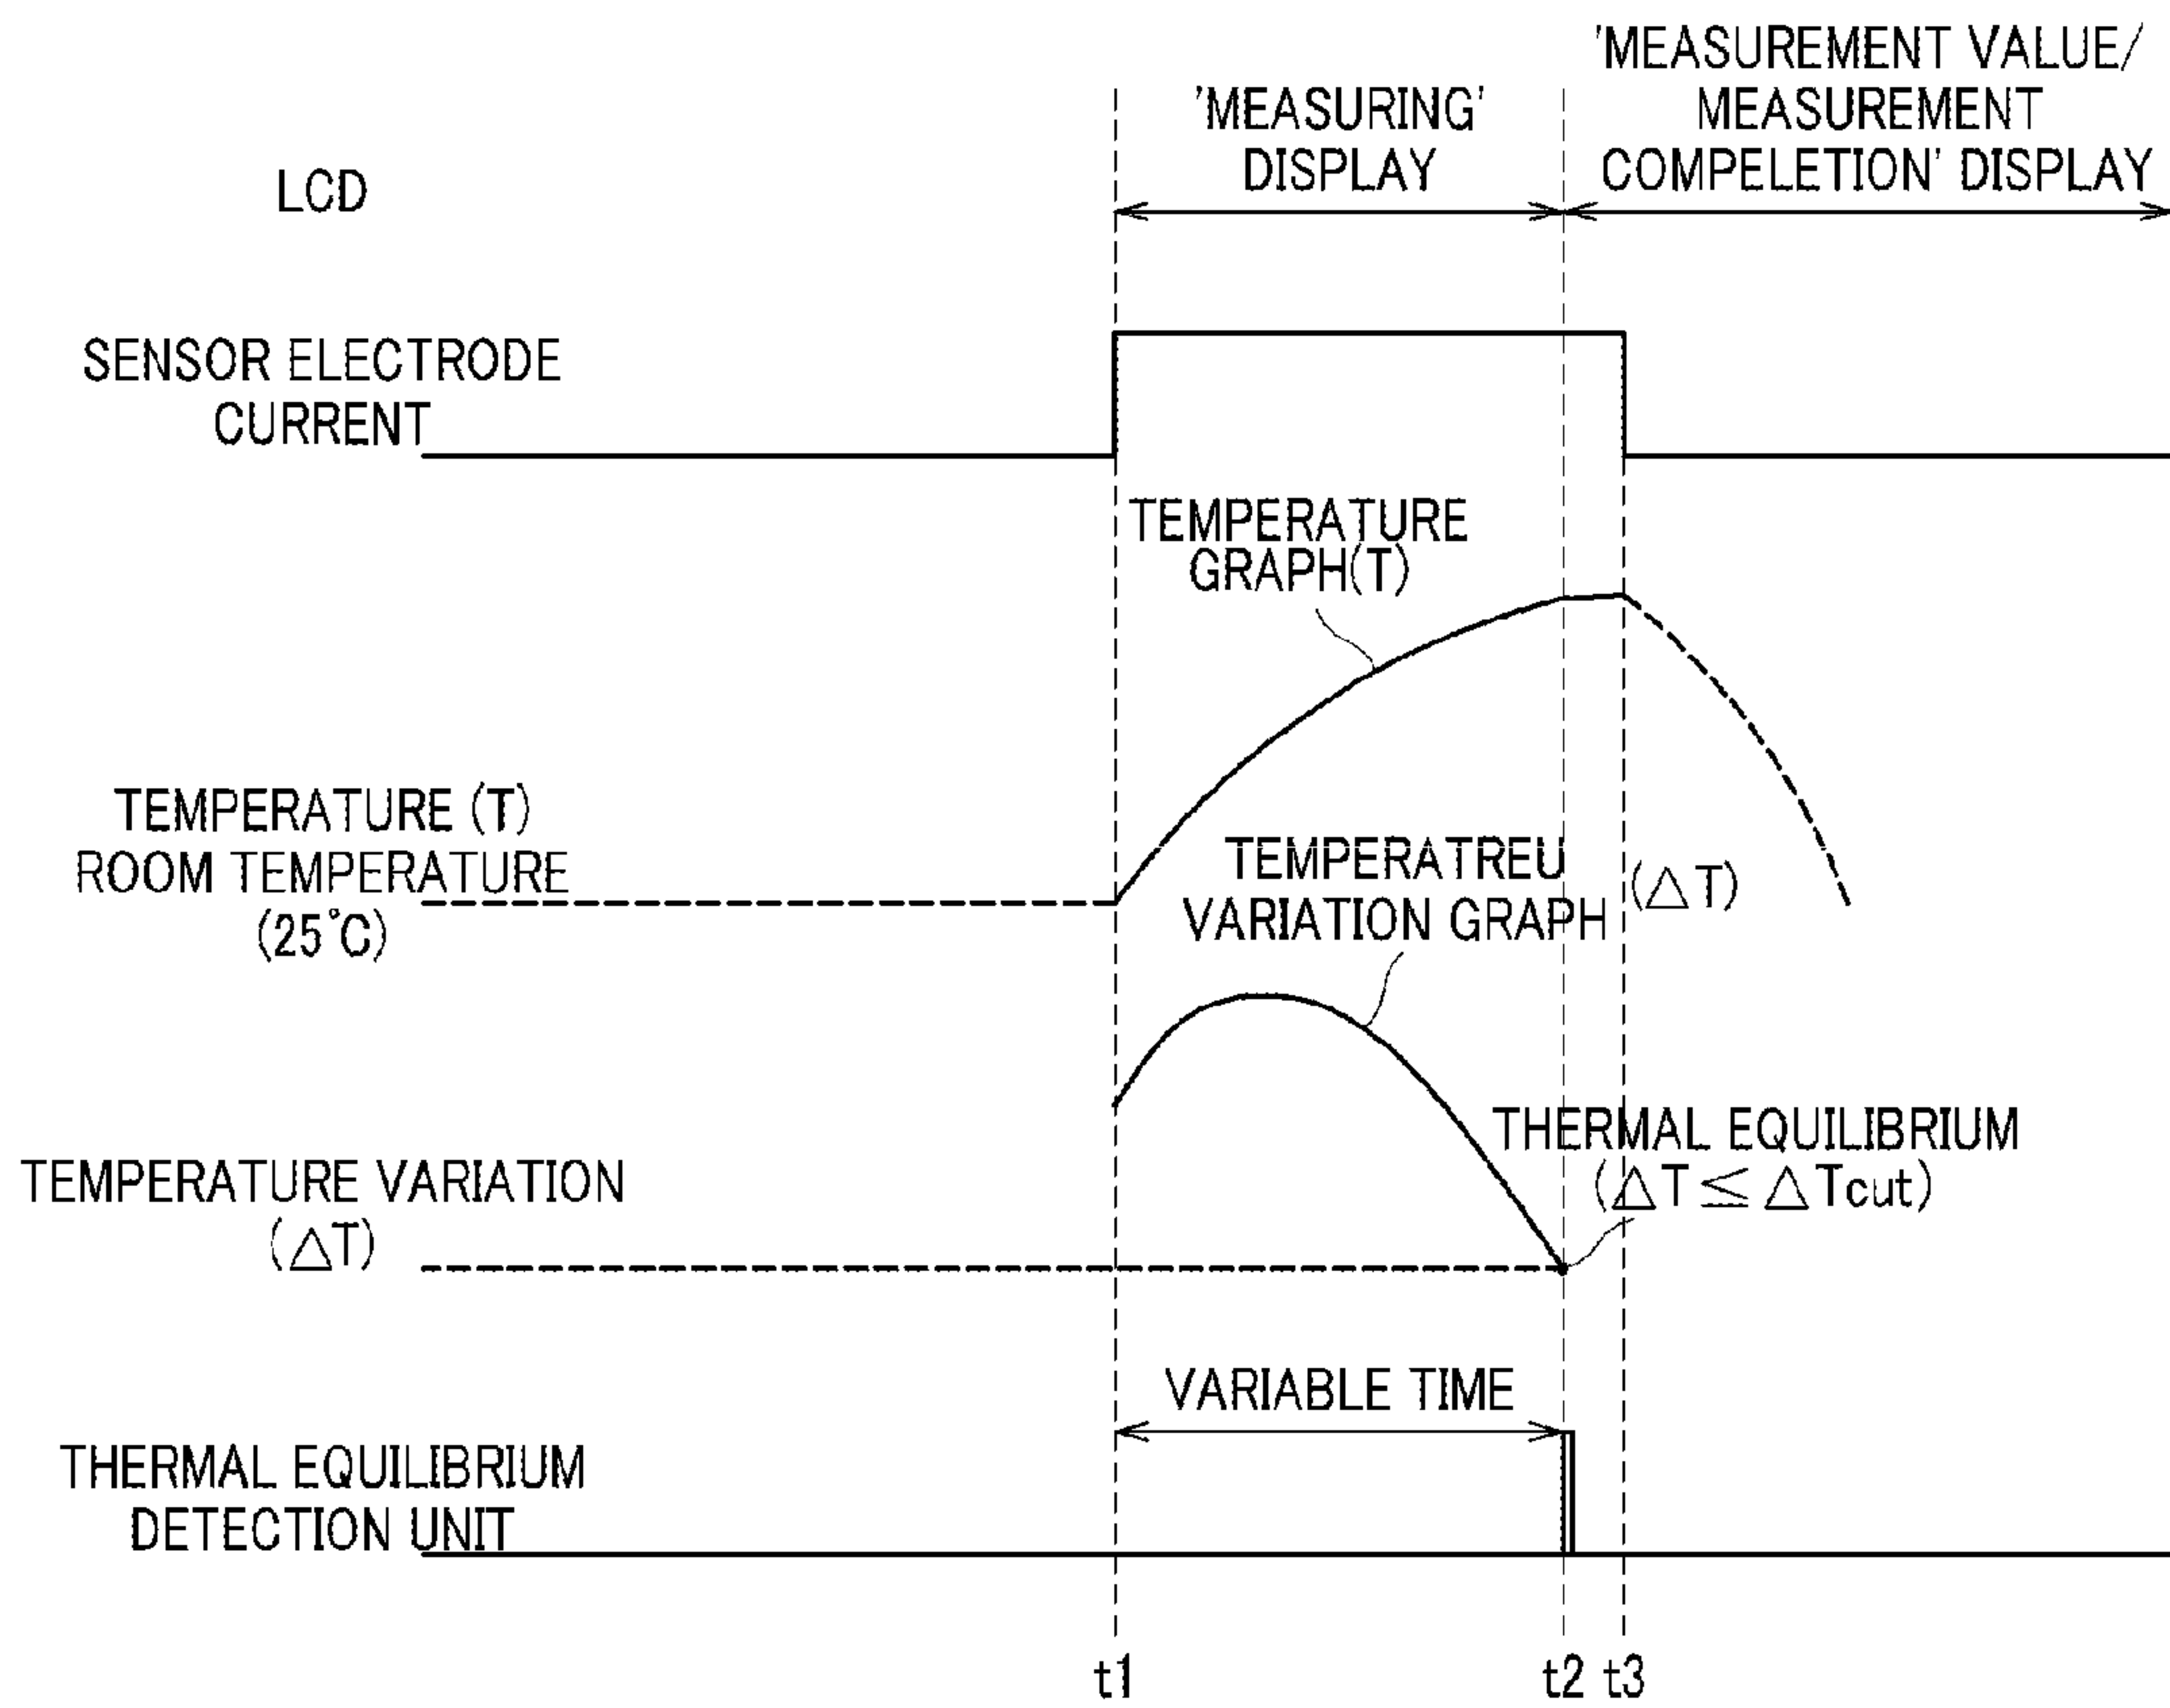 'MEASUREMENT VALUE/
MEASUREMENT
COMPELETION' DISPLAY
'MEASURING'
DISPLAY
LCD
SENSOR ELECTRODE
CURRENT
TEMPERATURE
GRAPH(T)
TEMPERATURE (T)
ROOM TEMPERATURE
(25°C)
TEMPERATREU
VARIATION GRAPH (△T)
THERMAL EQUILIBRIUM
(△T ≦ △Tcut)
TEMPERATURE VARIATION
(△T)
VARIABLE TIME
THERMAL EQUILIBRIUM
DETECTION UNIT
t1 t2 t3